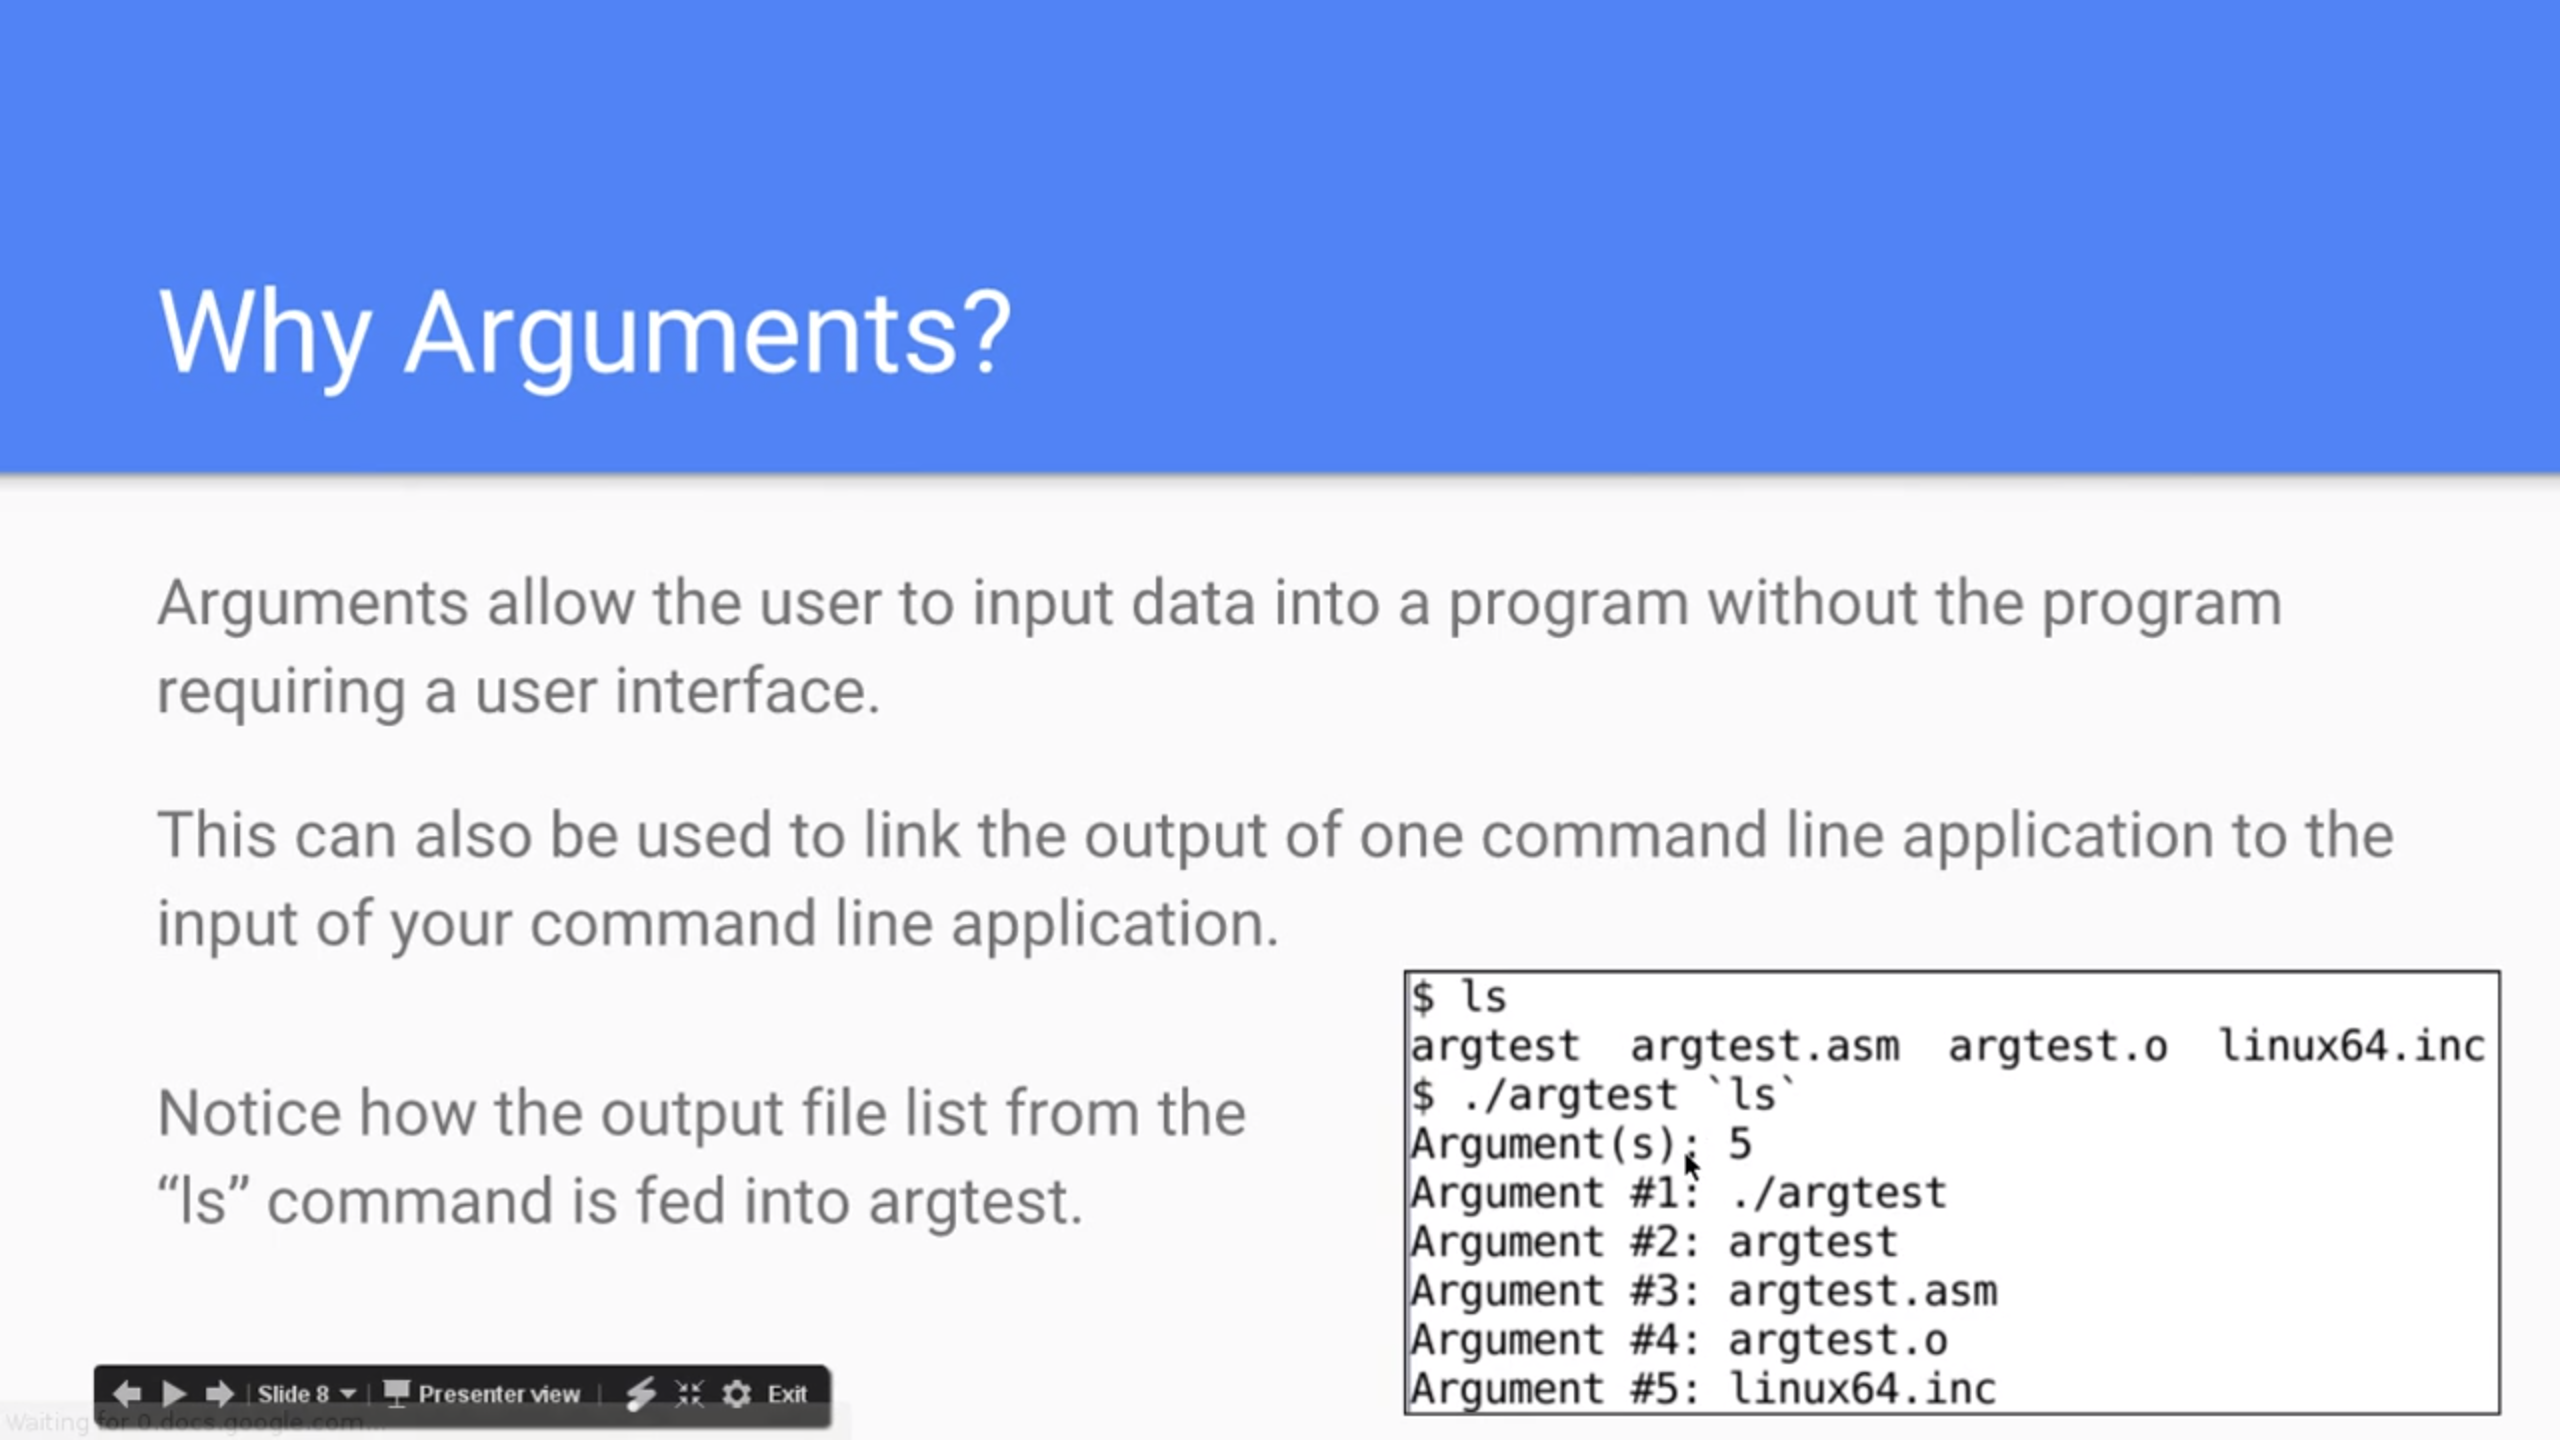 Why Arguments?
Arguments allow the user to input data into a program without the program
requiring a user interface.
This can also be used to link the output of one command line application to the
input of your command line application.
Notice how the output file list from the
“ls” command is fed into argtest.
$ ls
argtest  argtest.asm  argtest.o  linux64.inc
$ ./argtest `ls`
Argument(s): 5
Argument #1: ./argtest
Argument #2: argtest
Argument #3: argtest.asm
Argument #4: argtest.o
Argument #5: linux64.inc
Slide 8 Presenter view Exit
Waiting for 0.docs.google.com...